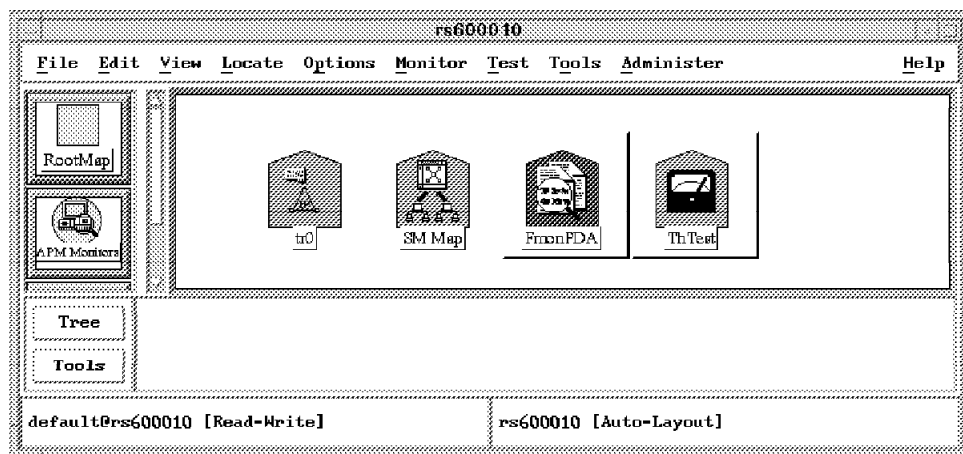 rs600010
File Edit View Locate Options Monitor Test Tools Administer Help
RootMap
APM Monitors
tr0
SM Map
FmonPDA
ThTest
Tree
Tools
default@rs600010 [Read-Write]
rs600010 [Auto-Layout]